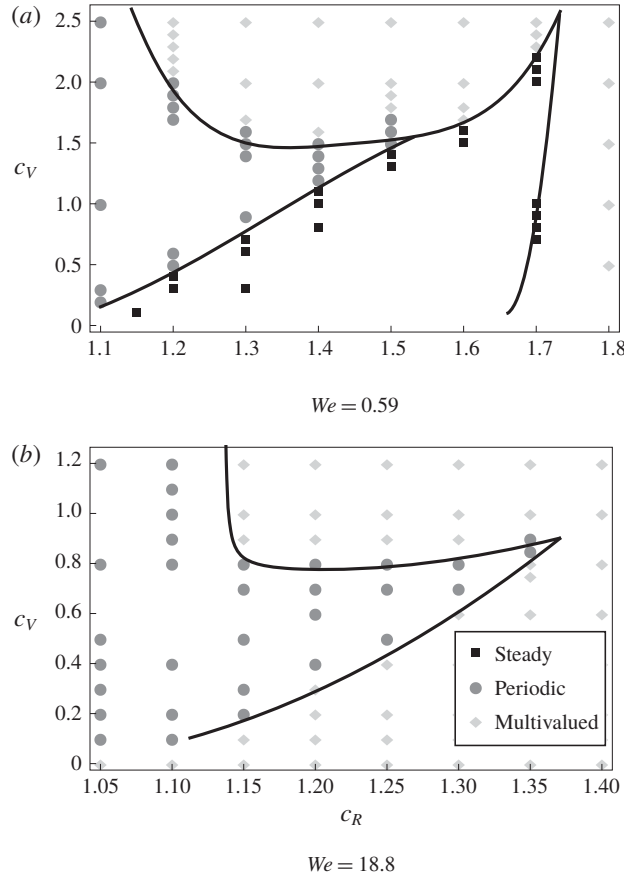 (a)
2.5
2.0
1.5
c_V
1.0
0.5
0
1.1 1.2 1.3 1.4 1.5 1.6 1.7 1.8
We = 0.59
(b)
1.2
1.0
0.8
c_V 0.6
Steady
0.4
Periodic
0.2
Multivalued
0
1.05 1.10 1.15 1.20 1.25 1.30 1.35 1.40
c_R
We = 18.8